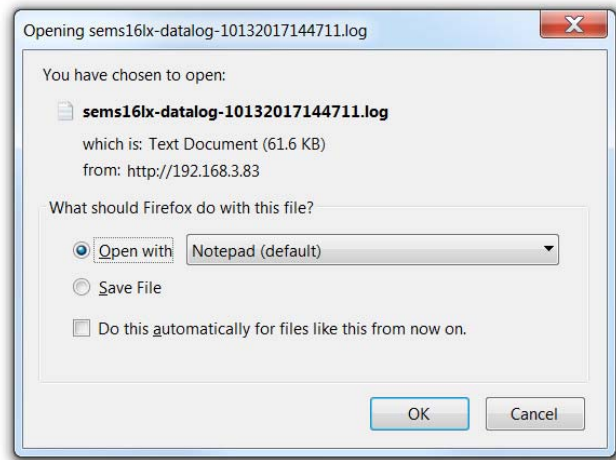 Opening sems16lx-datalog-10132017144711.log
You have chosen to open:
sems16lx-datalog-10132017144711.log
which is: Text Document (61.6 KB)
from: http://192.168.3.83
What should Firefox do with this file?
Open with Notepad (default)
Save File
Do this automatically for files like this from now on.
OK Cancel